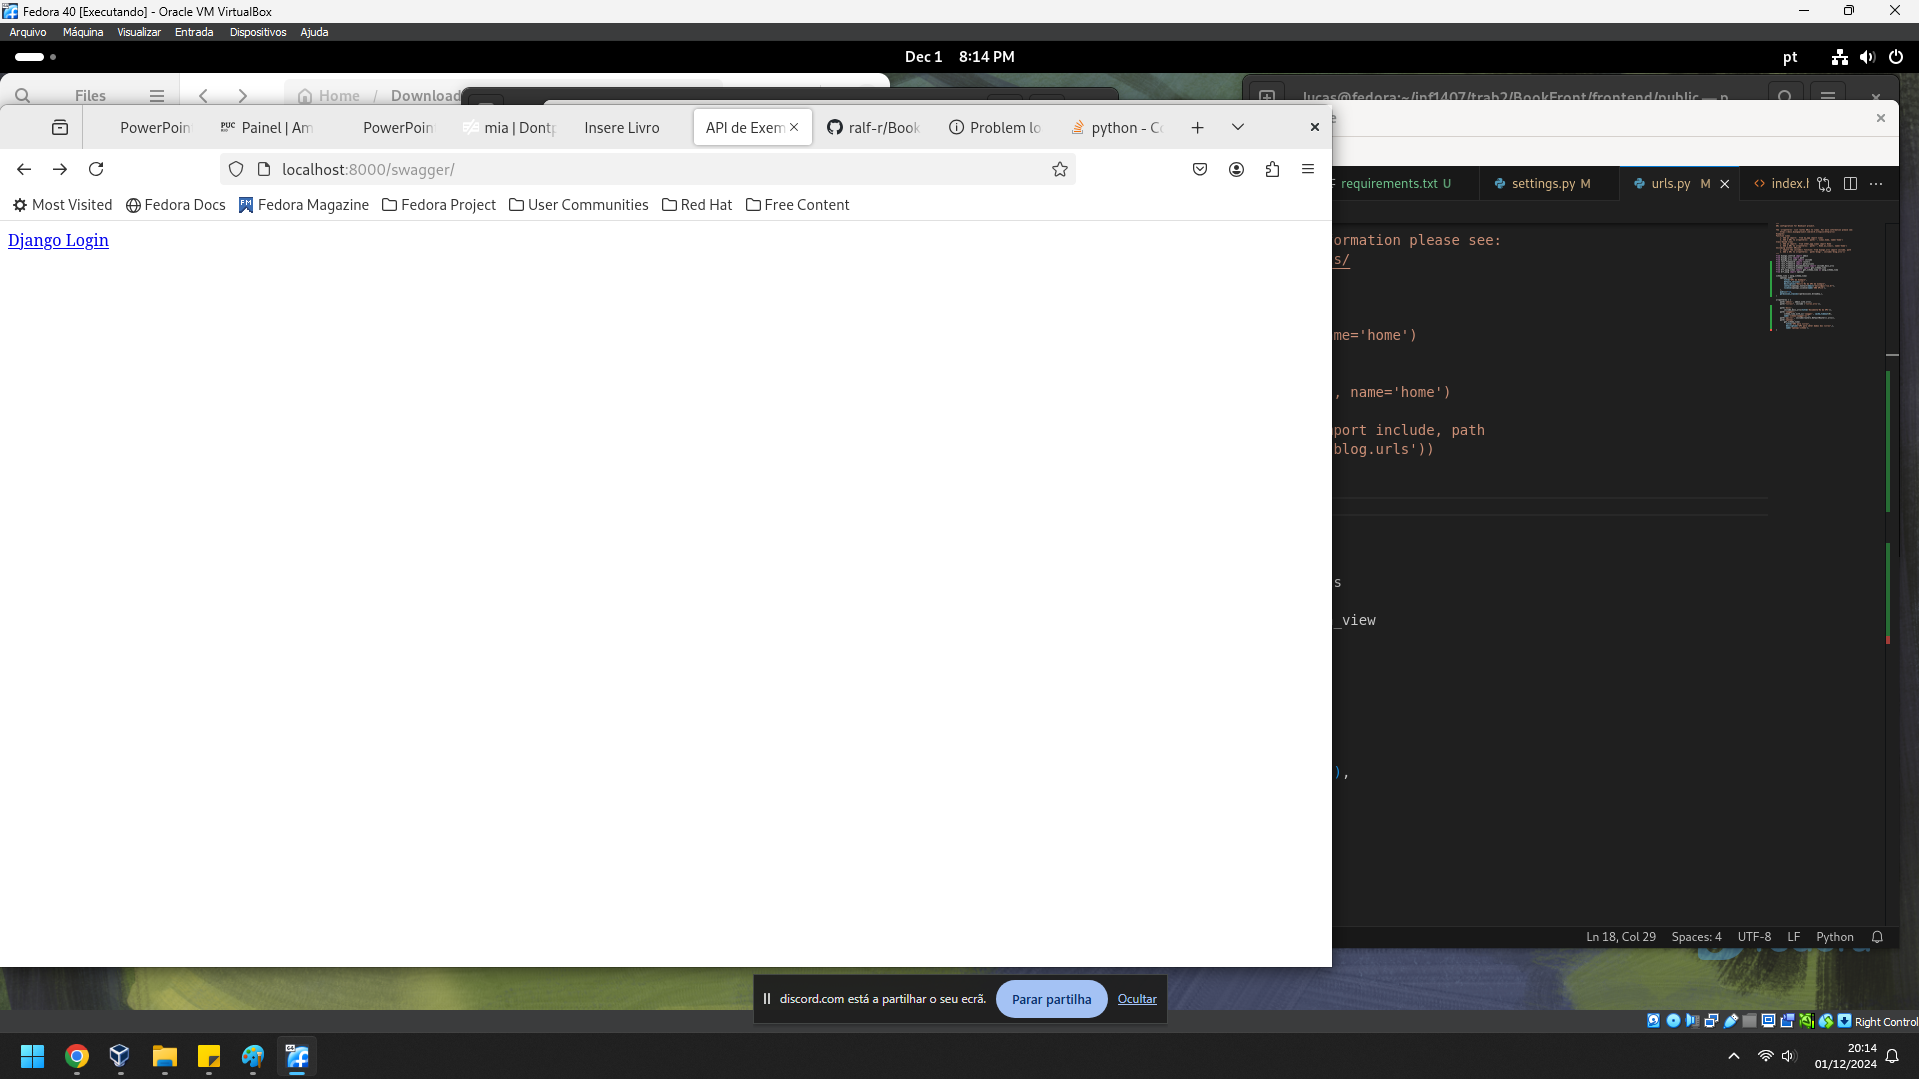 Fedora 40 [Executando] - Oracle VM VirtualBox
Arquivo Máquina Visualizar Entrada Dispositivos Ajuda
Dec 1 8:14 PM
pt
Files
Home / Download
lucas@fedora:~/inf1407/trab2/BookFront/frontend/public — p
PowerPoin
PUC Painel | Am
PowerPoin
mia | Dontp
Insere Livro
API de Exem
ralf-r/Book
Problem lo
python - Co
localhost:8000/swagger/
Most Visited Fedora Docs Fedora Magazine Fedora Project User Communities Red Hat Free Content
Django Login
requirements.txt U
settings.py M
urls.py M
index.h
ormation please see:
s/
me='home')
, name='home')
port include, path
blog.urls'))
s
_view
),
Ln 18, Col 29 Spaces: 4 UTF-8 LF Python
discord.com está a partilhar o seu ecrã. Parar partilha Ocultar
Right Control
20:14
01/12/2024